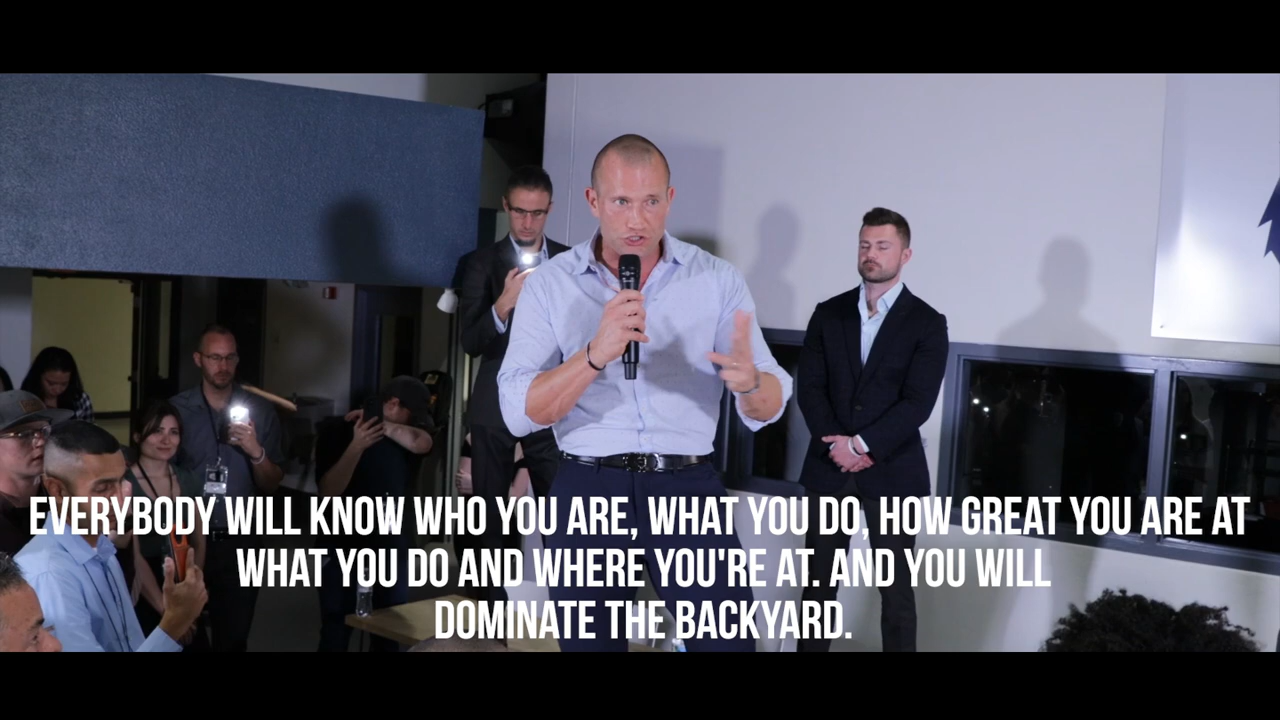 EVERYBODY WILL KNOW WHO YOU ARE, WHAT YOU DO, HOW GREAT YOU ARE AT
WHAT YOU DO AND WHERE YOU'RE AT. AND YOU WILL
DOMINATE THE BACKYARD.